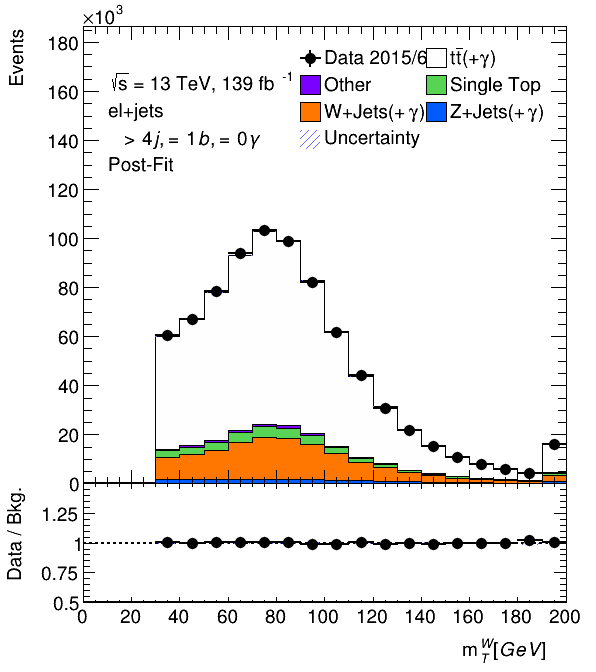 ×10³
Events
180
160
140
120
100
80
60
40
20
0
√s = 13 TeV, 139 fb⁻¹
el+jets
> 4j, = 1b, = 0γ
Post-Fit
Data 2015/6
tt̄(+γ)
Other
Single Top
W+Jets(+γ)
Z+Jets(+γ)
Uncertainty
Data / Bkg.
1.25
1
0.75
0.5
0 20 40 60 80 100 120 140 160 180 200
m_T^W [GeV]